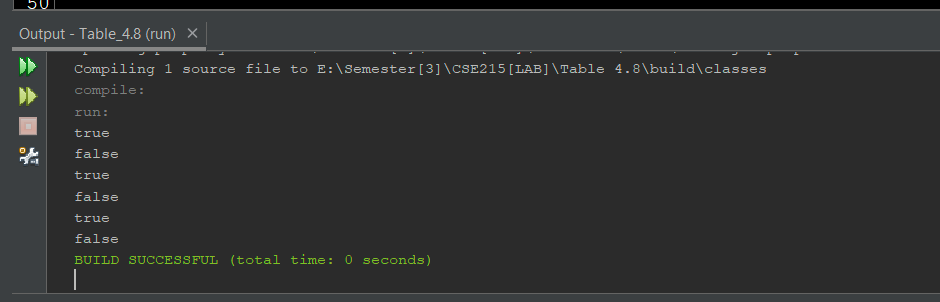 50
Output - Table_4.8 (run)
Compiling 1 source file to E:\Semester[3]\CSE215[LAB]\Table 4.8\build\classes
compile:
run:
true
false
true
false
true
false
BUILD SUCCESSFUL (total time: 0 seconds)